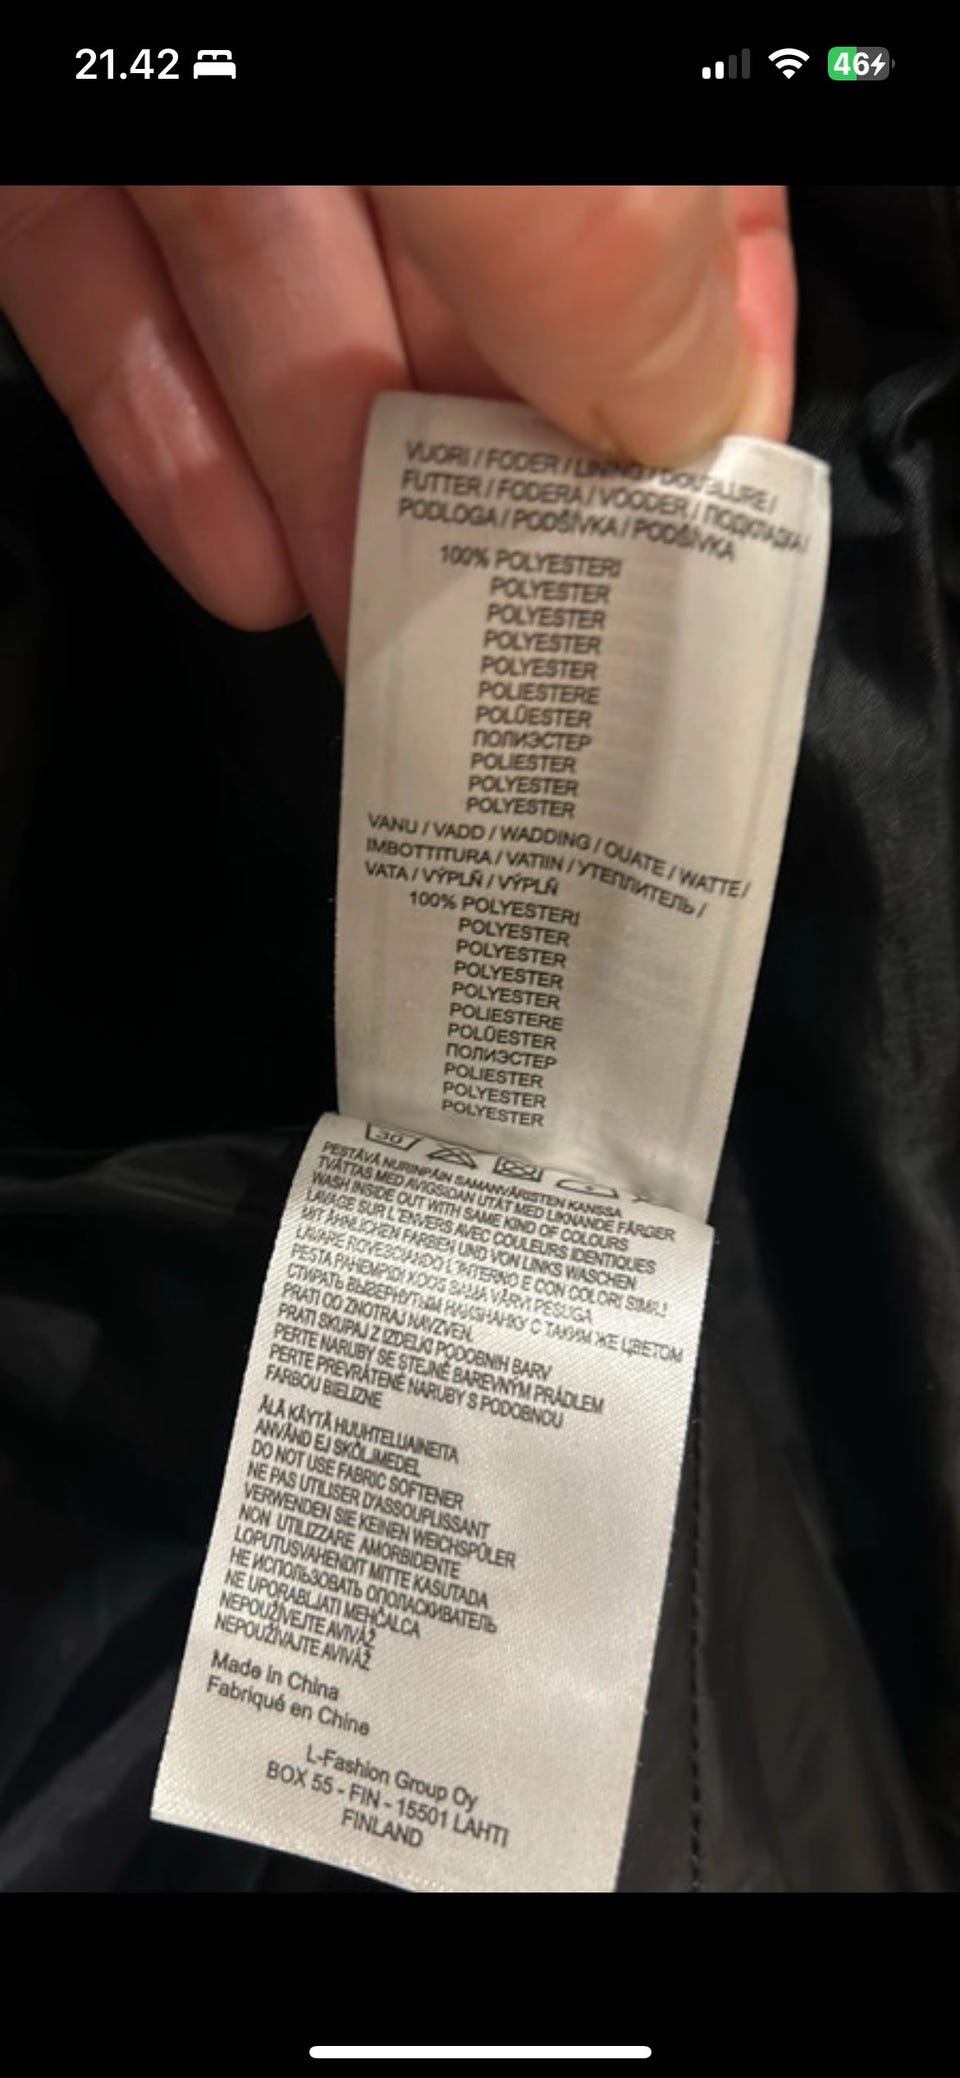 21.42
46
VUORI / FODER / LINING / DOUBLURE /
FUTTER / FODERA / VOODER / ПОДКЛАДКА /
PODLOGA / PODŠÍVKA / PODŠÍVKA
100% POLYESTERI
POLYESTER
POLYESTER
POLYESTER
POLYESTER
POLIESTERE
POLÜESTER
ПОЛИЭСТЕР
POLIESTER
POLYESTER
POLYESTER
VANU / VADD / WADDING / OUATE / WATTE /
IMBOTTITURA / VATIIN / УТЕПЛИТЕЛЬ /
VATA / VÝPLŇ / VÝPLŇ
100% POLYESTERI
POLYESTER
POLYESTER
POLYESTER
POLYESTER
POLIESTERE
POLÜESTER
ПОЛИЭСТЕР
POLIESTER
POLYESTER
POLYESTER
30
PESTÄVÄ NURINPÄIN SAMANVÄRISTEN KANSSA
TVÄTTAS MED AVIGSIDAN UTÅT MED LIKNANDE FÄRGER
WASH INSIDE OUT WITH SAME KIND OF COLOURS
LAVAGE SUR L'ENVERS AVEC COULEURS IDENTIQUES
MIT ÄHNLICHEN FARBEN UND VON LINKS WASCHEN
LAVARE ROVESCIANDO L'INTERNO E CON COLORI SIMILI
PESTA PAHEMPIDI KOOS SAMA VÄRVI PESUGA
СТИРАТЬ ВЫВЕРНУТЫМ НАИЗНАНКУ С ТАКИМ ЖЕ ЦВЕТОМ
PRATI OD ZNOTRAJ NAVZVEN.
PRATI SKUPAJ Z IZDELKI PODOBNIH BARV
PERTE NARUBY SE STEJNĚ BAREVNÝM PRÁDLEM
PERTE PREVRÁTENÉ NARUBY S PODOBNOU
FARBOU BIELIZNE
ÄLÄ KÄYTÄ HUUHTELUAINEITA
ANVÄND EJ SKÖLJMEDEL
DO NOT USE FABRIC SOFTENER
NE PAS UTILISER D'ASSOUPLISSANT
VERWENDEN SIE KEINEN WEICHSPÜLER
NON UTILIZZARE AMORBIDENTE
LOPUTUSVAHENDIT MITTE KASUTADA
НЕ ИСПОЛЬЗОВАТЬ ОПОЛАСКИВАТЕЛЬ
NE UPORABLJATI MEHČALCA
NEPOUŽÍVEJTE AVIVÁŽ
NEPOUŽÍVAJTE AVIVÁŽ
Made in China
Fabriqué en Chine
L-Fashion Group Oy
BOX 55 - FIN - 15501 LAHTI
FINLAND